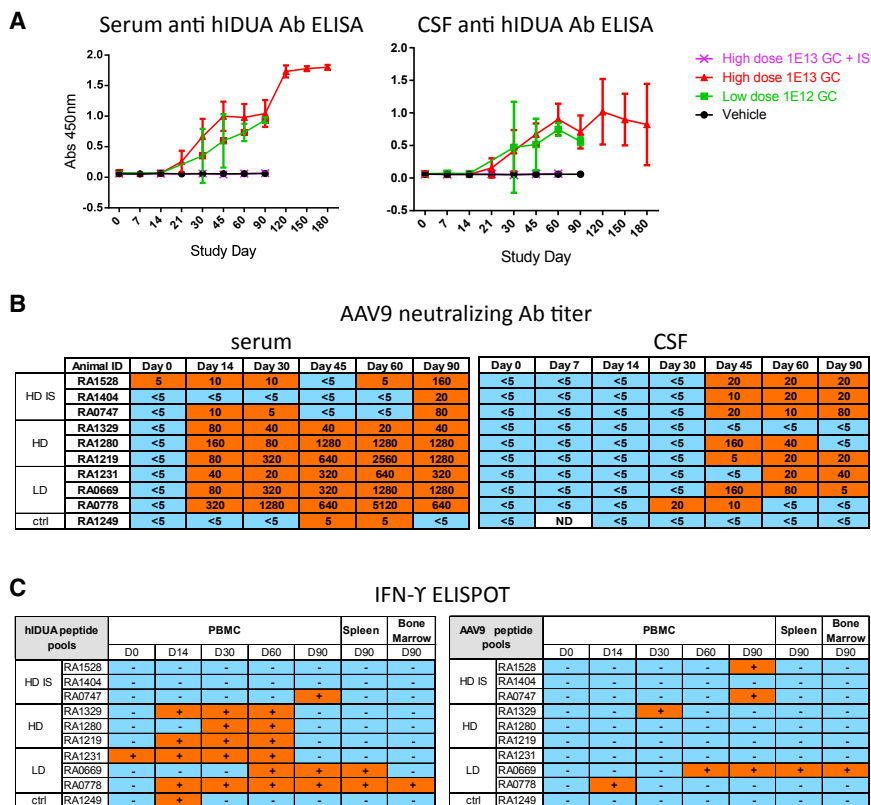 A
Serum anti hIDUA Ab ELISA
CSF anti hIDUA Ab ELISA
Abs 450nm
2.0
1.5
1.0
0.5
0.0
-0.5
0 7 14 21 30 45 60 90 120 150 180
Study Day
2.0
1.5
1.0
0.5
0.0
-0.5
0 7 14 21 30 45 60 90 120 150 180
Study Day
High dose 1E13 GC + IS
High dose 1E13 GC
Low dose 1E12 GC
Vehicle
B
AAV9 neutralizing Ab titer
serum CSF
Animal ID Day 0 Day 14 Day 30 Day 45 Day 60 Day 90 Day 0 Day 7 Day 14 Day 30 Day 45 Day 60 Day 90
HD IS RA1528 5 10 10 <5 5 160 <5 <5 <5 <5 20 20 20
RA1404 <5 <5 <5 <5 <5 20 <5 <5 <5 <5 10 20 20
RA0747 <5 10 5 <5 <5 80 <5 <5 <5 <5 20 10 80
HD RA1329 <5 80 40 40 20 40 <5 <5 <5 <5 <5 <5 <5
RA1280 <5 160 80 1280 1280 1280 <5 <5 <5 <5 160 40 <5
RA1219 <5 80 320 640 2560 1280 <5 <5 <5 <5 5 20 20
LD RA1231 <5 40 20 320 640 320 <5 <5 <5 <5 <5 20 40
RA0669 <5 80 320 320 1280 1280 <5 <5 <5 <5 160 80 5
RA0778 <5 320 1280 640 5120 640 <5 <5 <5 20 10 <5 <5
ctrl RA1249 <5 <5 <5 5 5 <5 <5 ND <5 <5 <5 <5 <5
C
IFN-ϒ ELISPOT
hIDUA peptide pools PBMC Spleen Bone Marrow
D0 D14 D30 D60 D90 D90 D90
HD IS RA1528 - - - - - - -
RA1404 - - - - - - -
RA0747 - - - - + - -
HD RA1329 - + + + - - -
RA1280 - - + + - - -
RA1219 - + + + - - -
LD RA1231 + + + + - - -
RA0669 - - - + + + -
RA0778 - + + + + + +
ctrl RA1249 - + - - - - -
AAV9 peptide pools PBMC Spleen Bone Marrow
D0 D14 D30 D60 D90 D90 D90
HD IS RA1528 - - - - + - -
RA1404 - - - - - - -
RA0747 - - - - + - -
HD RA1329 - - + - - - -
RA1280 - - - - - - -
RA1219 - - - - - - -
LD RA1231 - - - - - - -
RA0669 - - - + + + +
RA0778 - + - - - - -
ctrl RA1249 - - - - - - -